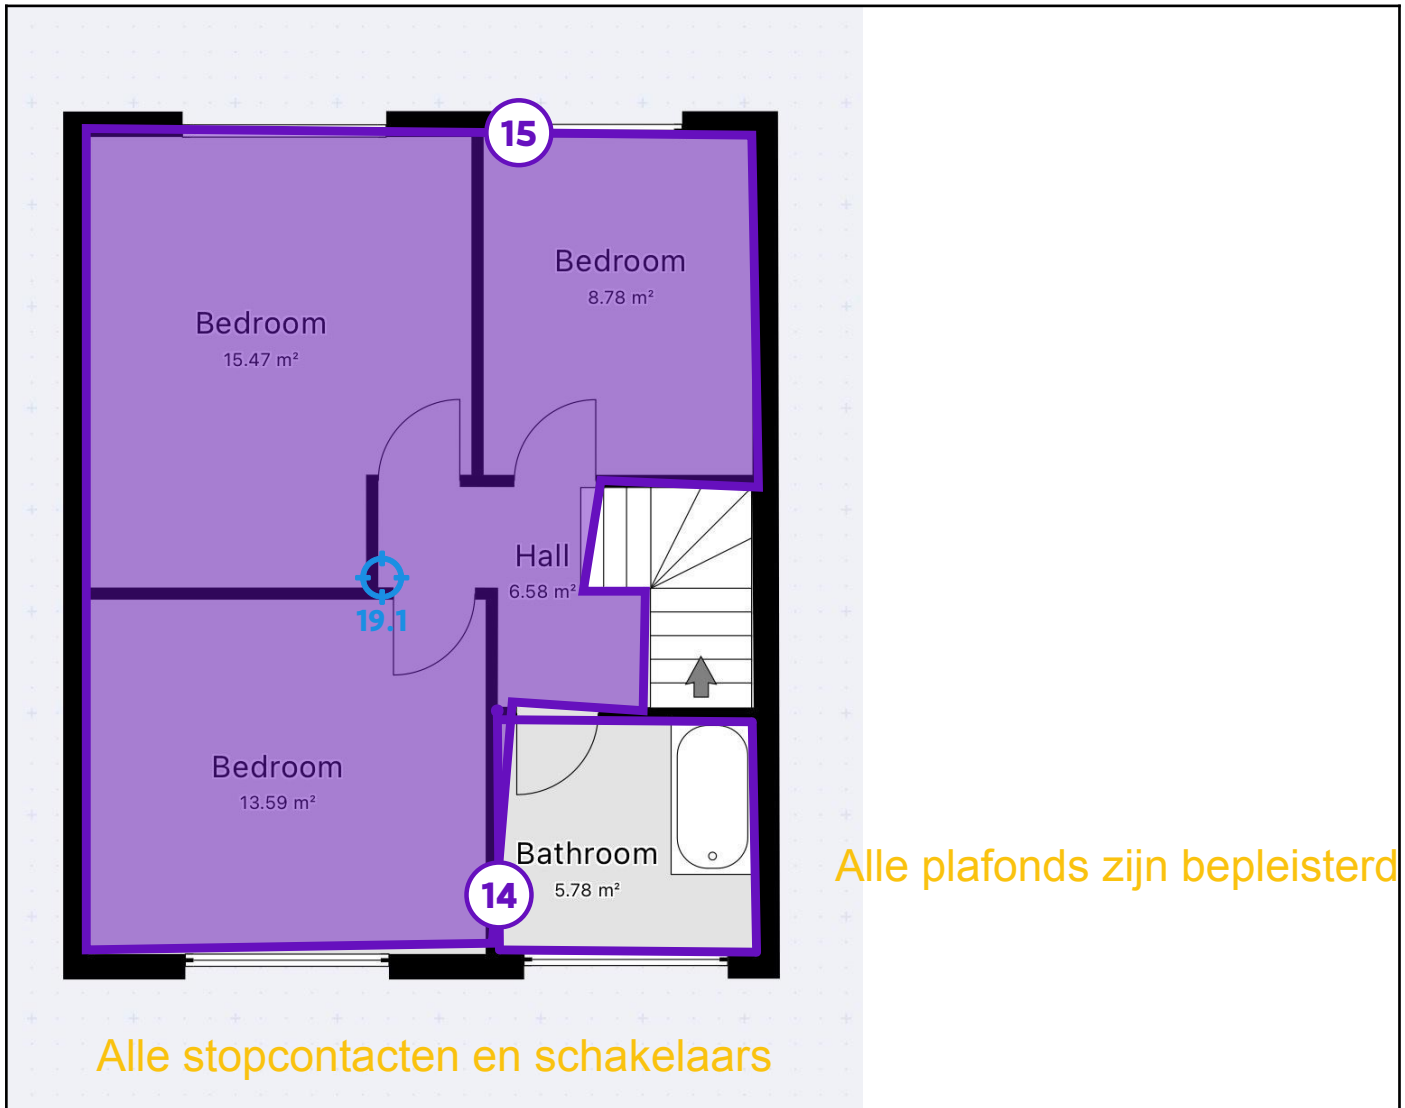 15
Bedroom
8.78 m²
Bedroom
15.47 m²
Hall
6.58 m²
19.1
Bedroom
13.59 m²
Bathroom
5.78 m²
14
Alle plafonds zijn bepleisterd
Alle stopcontacten en schakelaars